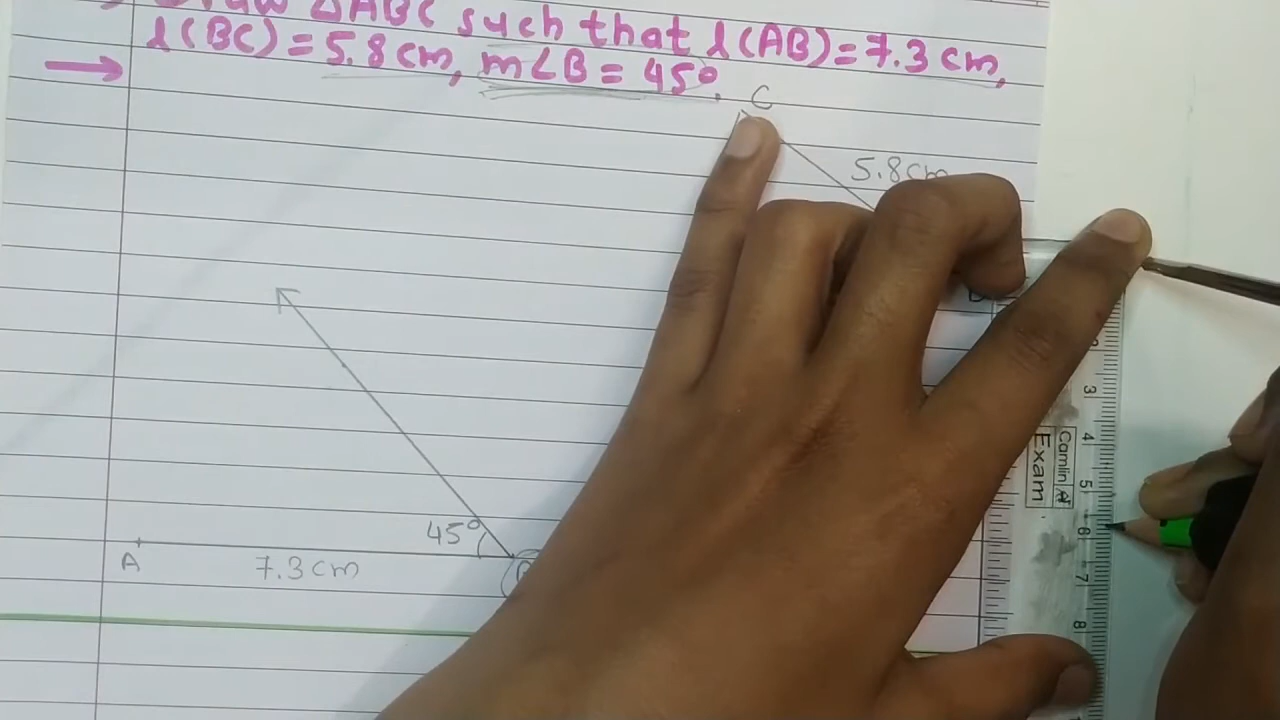 △ABC such that l(AB)=7.3 cm,
l(BC)=5.8 cm, m∠B = 45°.
C
5.8cm
45°
A
7.3cm
3
4
5
6
7
8
Camlin
Exam